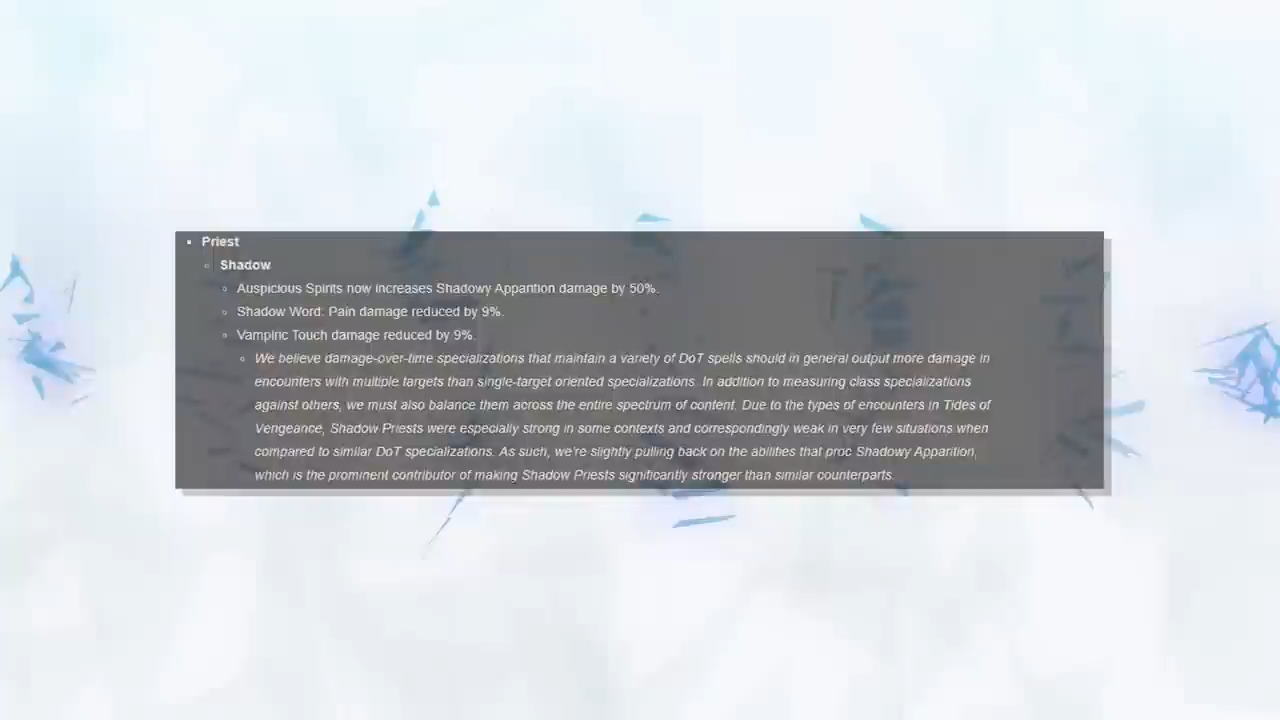 Priest
Shadow
Auspicious Spirits now increases Shadowy Apparition damage by 50%.
Shadow Word: Pain damage reduced by 9%.
Vampiric Touch damage reduced by 9%.
We believe damage-over-time specializations that maintain a variety of DoT spells should in general output more damage in
encounters with multiple targets than single-target oriented specializations. In addition to measuring class specializations
against others, we must also balance them across the entire spectrum of content. Due to the types of encounters in Tides of
Vengeance, Shadow Priests were especially strong in some contexts and correspondingly weak in very few situations when
compared to similar DoT specializations. As such, we're slightly pulling back on the abilities that proc Shadowy Apparition,
which is the prominent contributor of making Shadow Priests significantly stronger than similar counterparts.